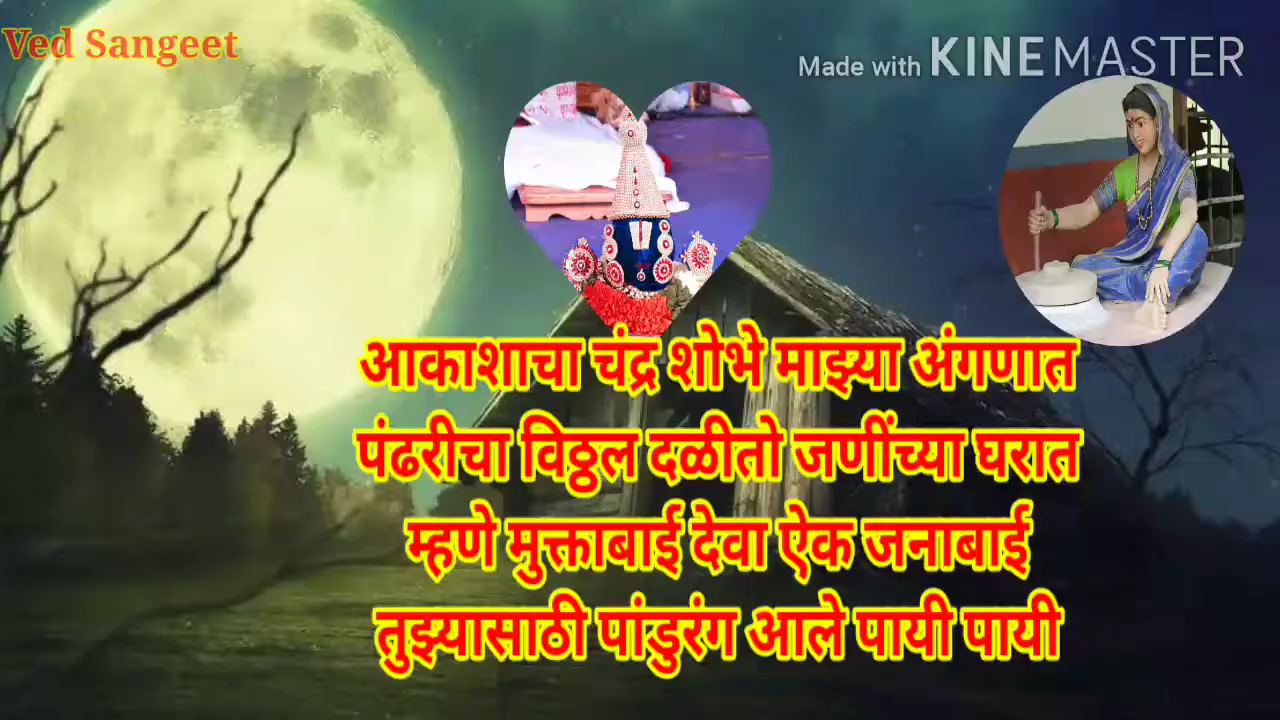 Ved Sangeet
Made with KINEMASTER
आकाशाचा चंद्र शोभे माझ्या अंगणात
पंढरीचा विठ्ठल दळीतो जणींच्या घरात
म्हणे मुक्ताबाई देवा ऐक जनाबाई
तुझ्यासाठी पांडुरंग आले पायी पायी